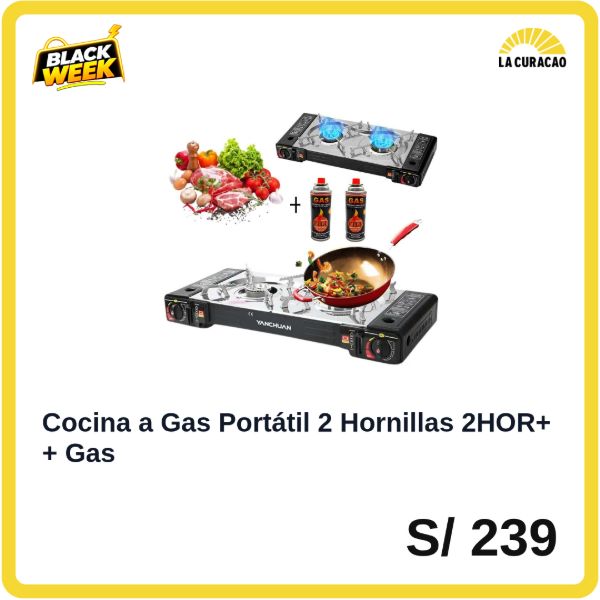 BLACK
WEEK
LA CURACAO
GAS
GAS
YANCHUAN
Cocina a Gas Portátil 2 Hornillas 2HOR+
+ Gas
S/ 239